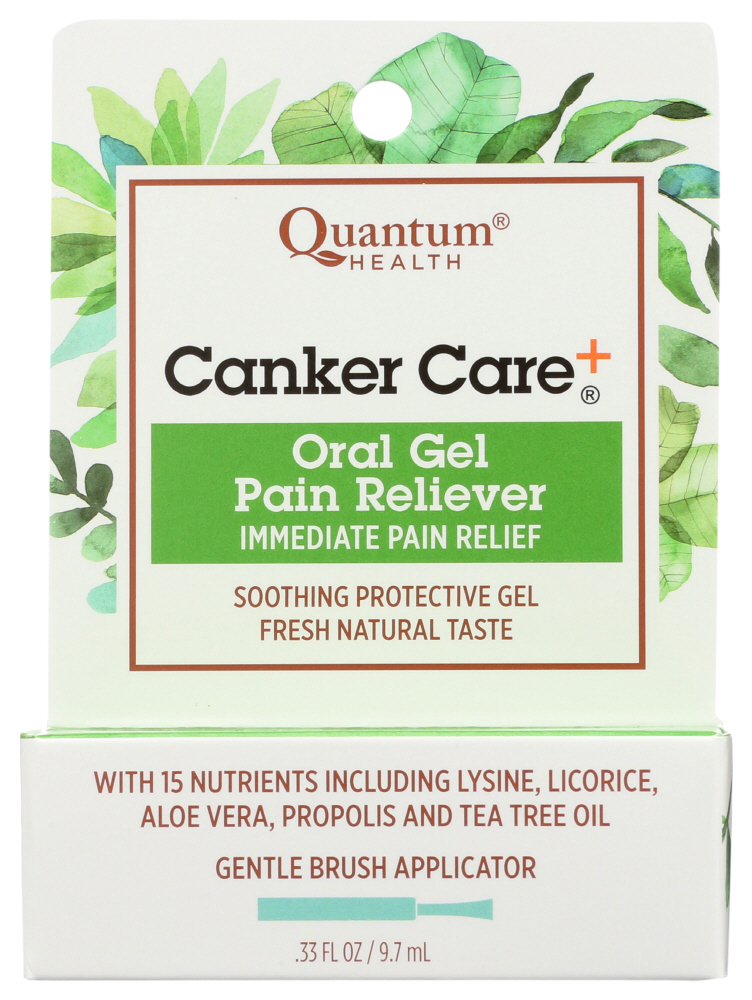 Quantum®
HEALTH
Canker Care+®
Oral Gel
Pain Reliever
IMMEDIATE PAIN RELIEF
SOOTHING PROTECTIVE GEL
FRESH NATURAL TASTE
WITH 15 NUTRIENTS INCLUDING LYSINE, LICORICE,
ALOE VERA, PROPOLIS AND TEA TREE OIL
GENTLE BRUSH APPLICATOR
.33 FL OZ / 9.7 mL